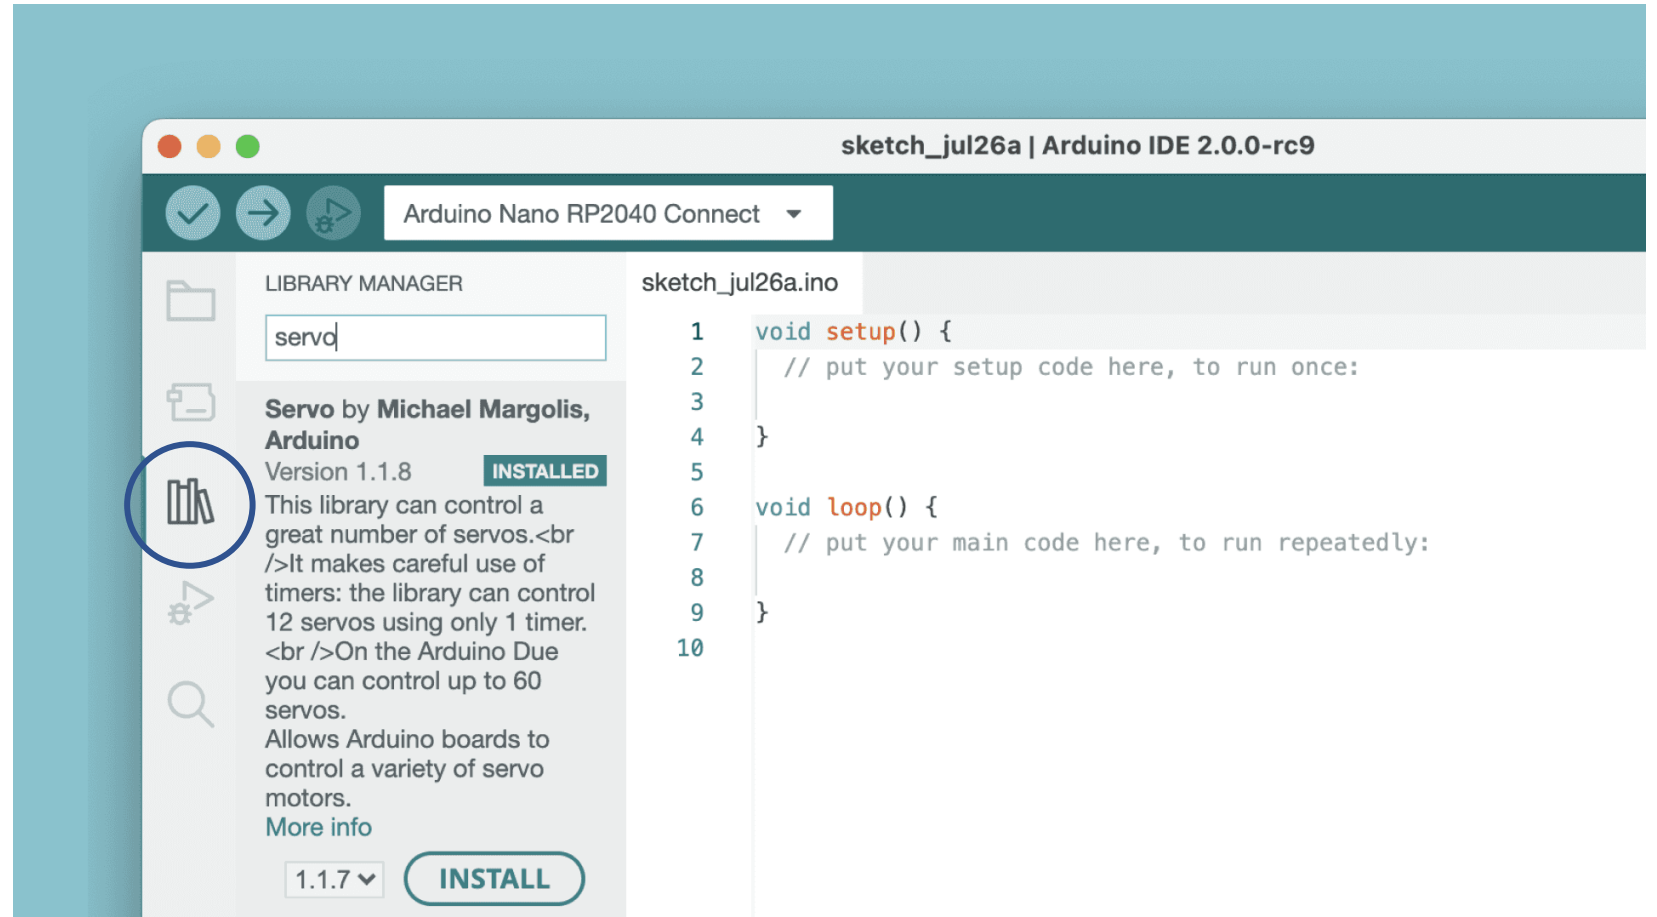 sketch_jul26a | Arduino IDE 2.0.0-rc9
Arduino Nano RP2040 Connect
LIBRARY MANAGER
servo
Servo by Michael Margolis,
Arduino
Version 1.1.8 INSTALLED
This library can control a
great number of servos.<br
/>It makes careful use of
timers: the library can control
12 servos using only 1 timer.
<br />On the Arduino Due
you can control up to 60
servos.
Allows Arduino boards to
control a variety of servo
motors.
More info
1.1.7 INSTALL
sketch_jul26a.ino
1 void setup() {
2 // put your setup code here, to run once:
3
4 }
5
6 void loop() {
7 // put your main code here, to run repeatedly:
8
9 }
10